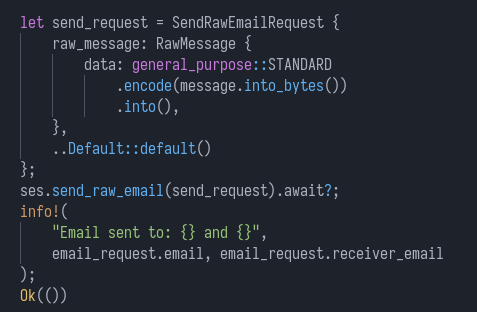 let send_request = SendRawEmailRequest {
    raw_message: RawMessage {
        data: general_purpose::STANDARD
            .encode(message.into_bytes())
            .into(),
    },
    ..Default::default()
};
ses.send_raw_email(send_request).await?;
info!(
    "Email sent to: {} and {}",
    email_request.email, email_request.receiver_email
);
Ok(())